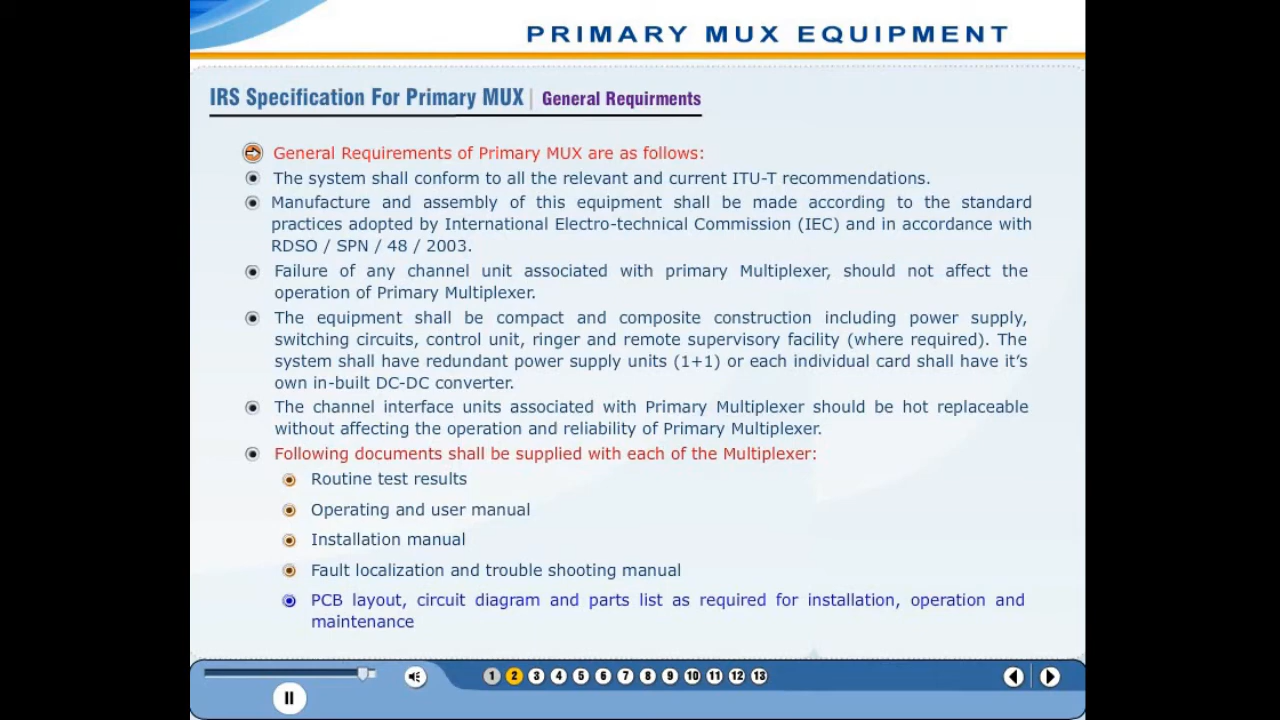 PRIMARY MUX EQUIPMENT
IRS Specification For Primary MUX | General Requirments
General Requirements of Primary MUX are as follows:
The system shall conform to all the relevant and current ITU-T recommendations.
Manufacture and assembly of this equipment shall be made according to the standard
practices adopted by International Electro-technical Commission (IEC) and in accordance with
RDSO / SPN / 48 / 2003.
Failure of any channel unit associated with primary Multiplexer, should not affect the
operation of Primary Multiplexer.
The equipment shall be compact and composite construction including power supply,
switching circuits, control unit, ringer and remote supervisory facility (where required). The
system shall have redundant power supply units (1+1) or each individual card shall have it's
own in-built DC-DC converter.
The channel interface units associated with Primary Multiplexer should be hot replaceable
without affecting the operation and reliability of Primary Multiplexer.
Following documents shall be supplied with each of the Multiplexer:
Routine test results
Operating and user manual
Installation manual
Fault localization and trouble shooting manual
PCB layout, circuit diagram and parts list as required for installation, operation and
maintenance
1 2 3 4 5 6 7 8 9 10 11 12 13